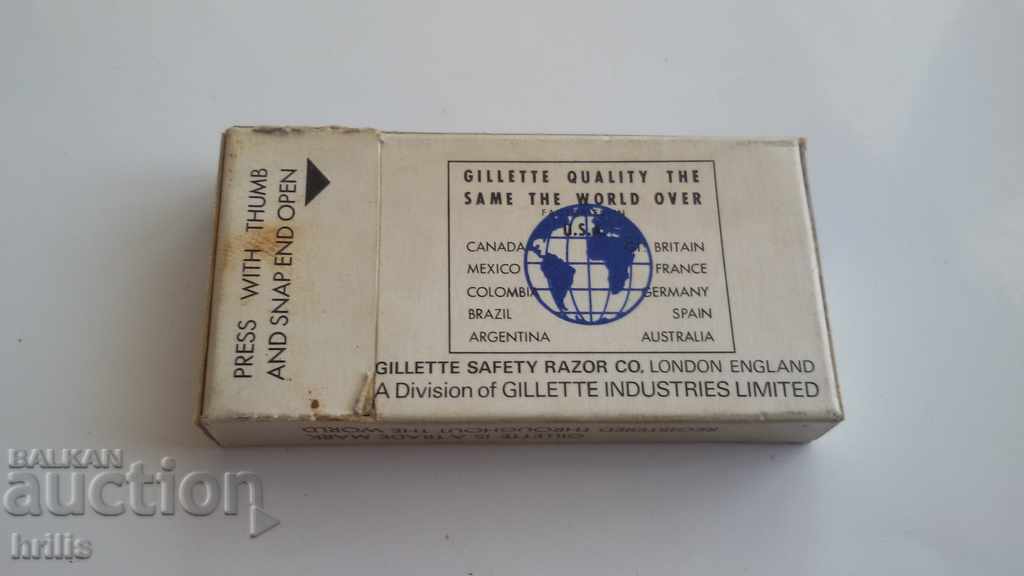 PRESS WITH THUMB
AND SNAP END OPEN
GILLETTE QUALITY THE
SAME THE WORLD OVER
U.S.A.
CANADA GT. BRITAIN
MEXICO FRANCE
COLOMBIA GERMANY
BRAZIL SPAIN
ARGENTINA AUSTRALIA
GILLETTE SAFETY RAZOR CO. LONDON ENGLAND
A Division of GILLETTE INDUSTRIES LIMITED
GILLETTE IS A TRADE MARK
REGISTERED THROUGHOUT THE WORLD
BALKAN
auction
hrilis